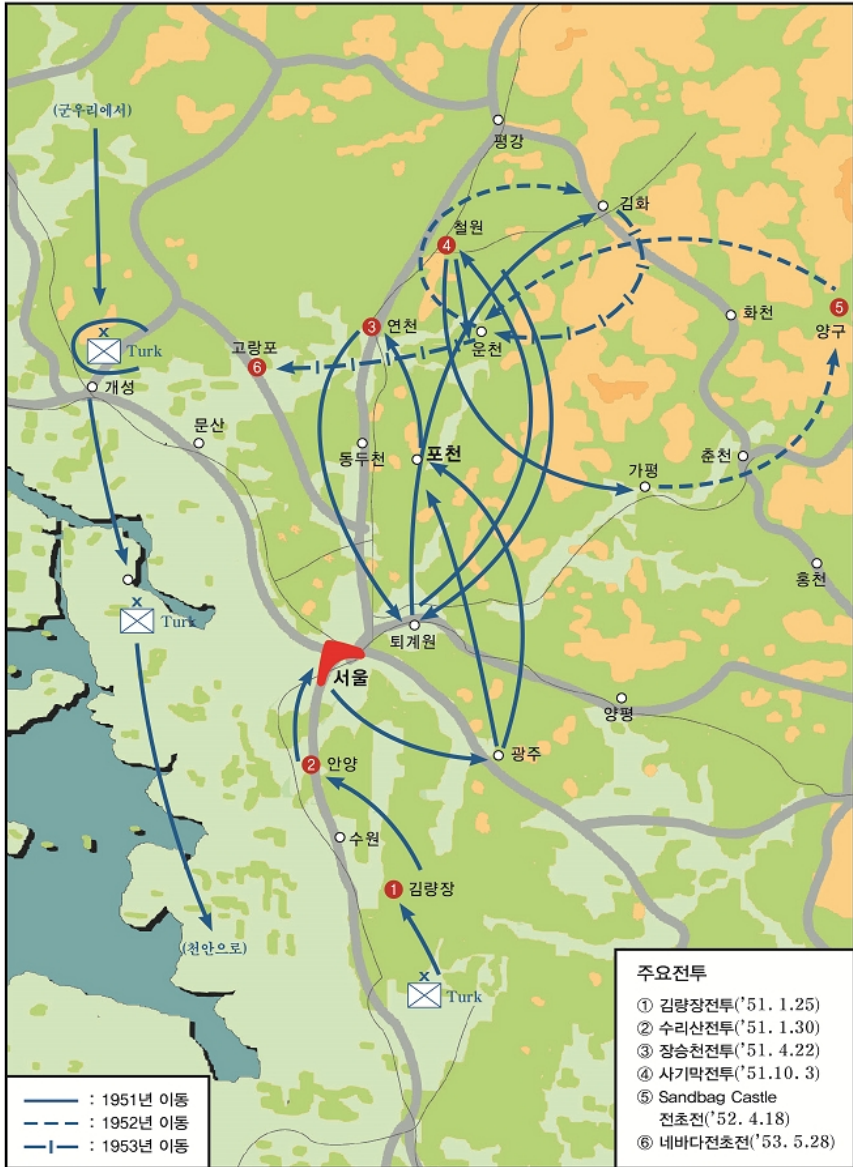 (군우리에서)
평강
김화
철원
4
5
양구
화천
3 연천
운천
고랑포
6
x
Turk
개성
문산
동두천
포천
가평
춘천
홍천
x
Turk
퇴계원
서울
양평
2 안양
광주
수원
1 김량장
(천안으로)
x
Turk
주요전투
① 김량장전투('51. 1.25)
② 수리산전투('51. 1.30)
③ 장승천전투('51. 4.22)
④ 사기막전투('51.10. 3)
⑤ Sandbag Castle
전초전('52. 4.18)
⑥ 네바다전초전('53. 5.28)
: 1951년 이동
: 1952년 이동
: 1953년 이동